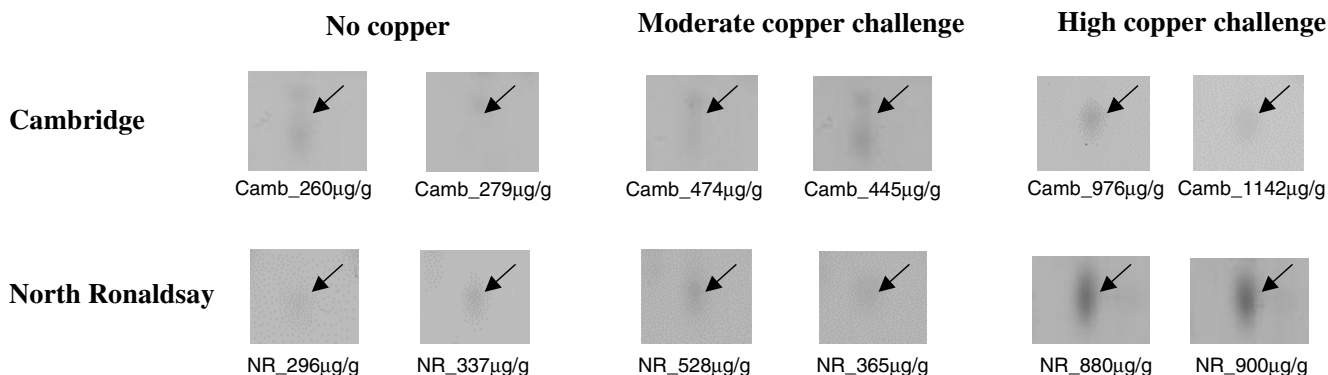 No copper Moderate copper challenge High copper challenge
Cambridge
Camb_260μg/g Camb_279μg/g Camb_474μg/g Camb_445μg/g Camb_976μg/g Camb_1142μg/g
North Ronaldsay
NR_296μg/g NR_337μg/g NR_528μg/g NR_365μg/g NR_880μg/g NR_900μg/g